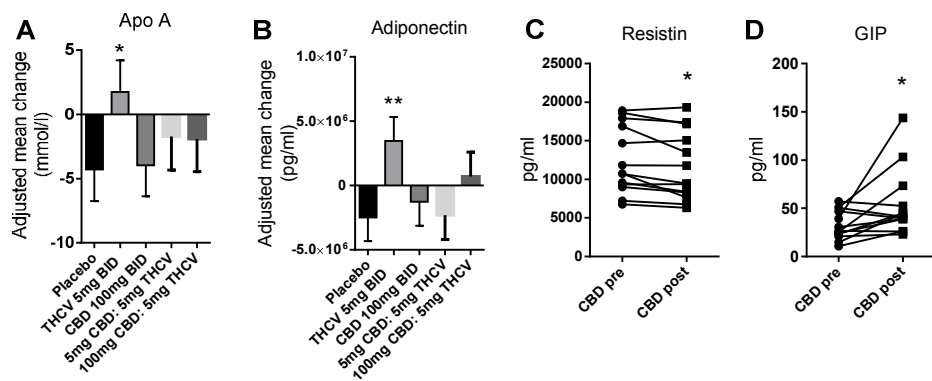 A
Apo A
Adjusted mean change
(mmol/l)
5
0
-5
-10
*
Placebo
THCV 5mg BID
CBD 100mg BID
5mg CBD: 5mg THCV
100mg CBD: 5mg THCV
B
Adiponectin
Adjusted mean change
(pg/ml)
1.0×10⁷
5.0×10⁶
0
-5.0×10⁶
**
Placebo
THCV 5mg BID
CBD 100mg BID
5mg CBD: 5mg THCV
100mg CBD: 5mg THCV
C
Resistin
pg/ml
25000
20000
15000
10000
5000
0
*
CBD pre
CBD post
D
GIP
pg/ml
200
150
100
50
0
*
CBD pre
CBD post